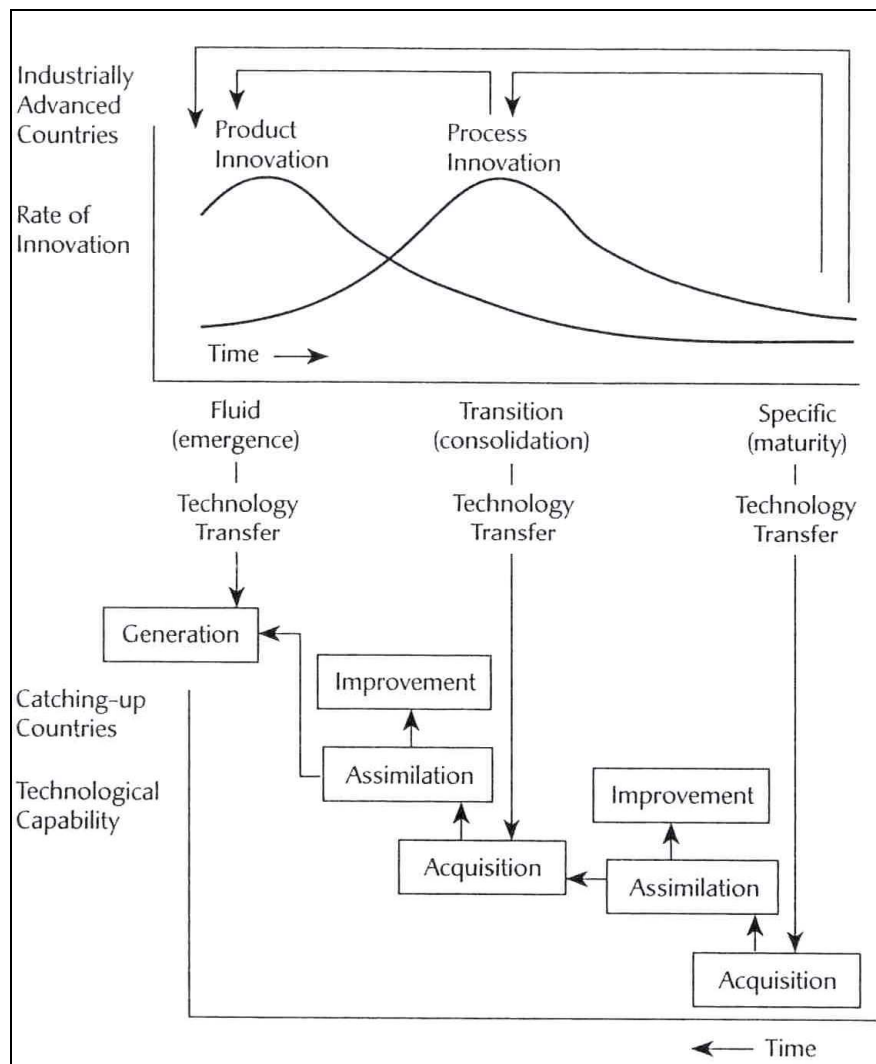 Industrially
Advanced
Countries
Product
Innovation
Process
Innovation
Rate of
Innovation
Time
Fluid
(emergence)
Transition
(consolidation)
Specific
(maturity)
Technology
Transfer
Technology
Transfer
Technology
Transfer
Generation
Improvement
Catching-up
Countries
Assimilation
Technological
Capability
Improvement
Acquisition
Assimilation
Acquisition
Time